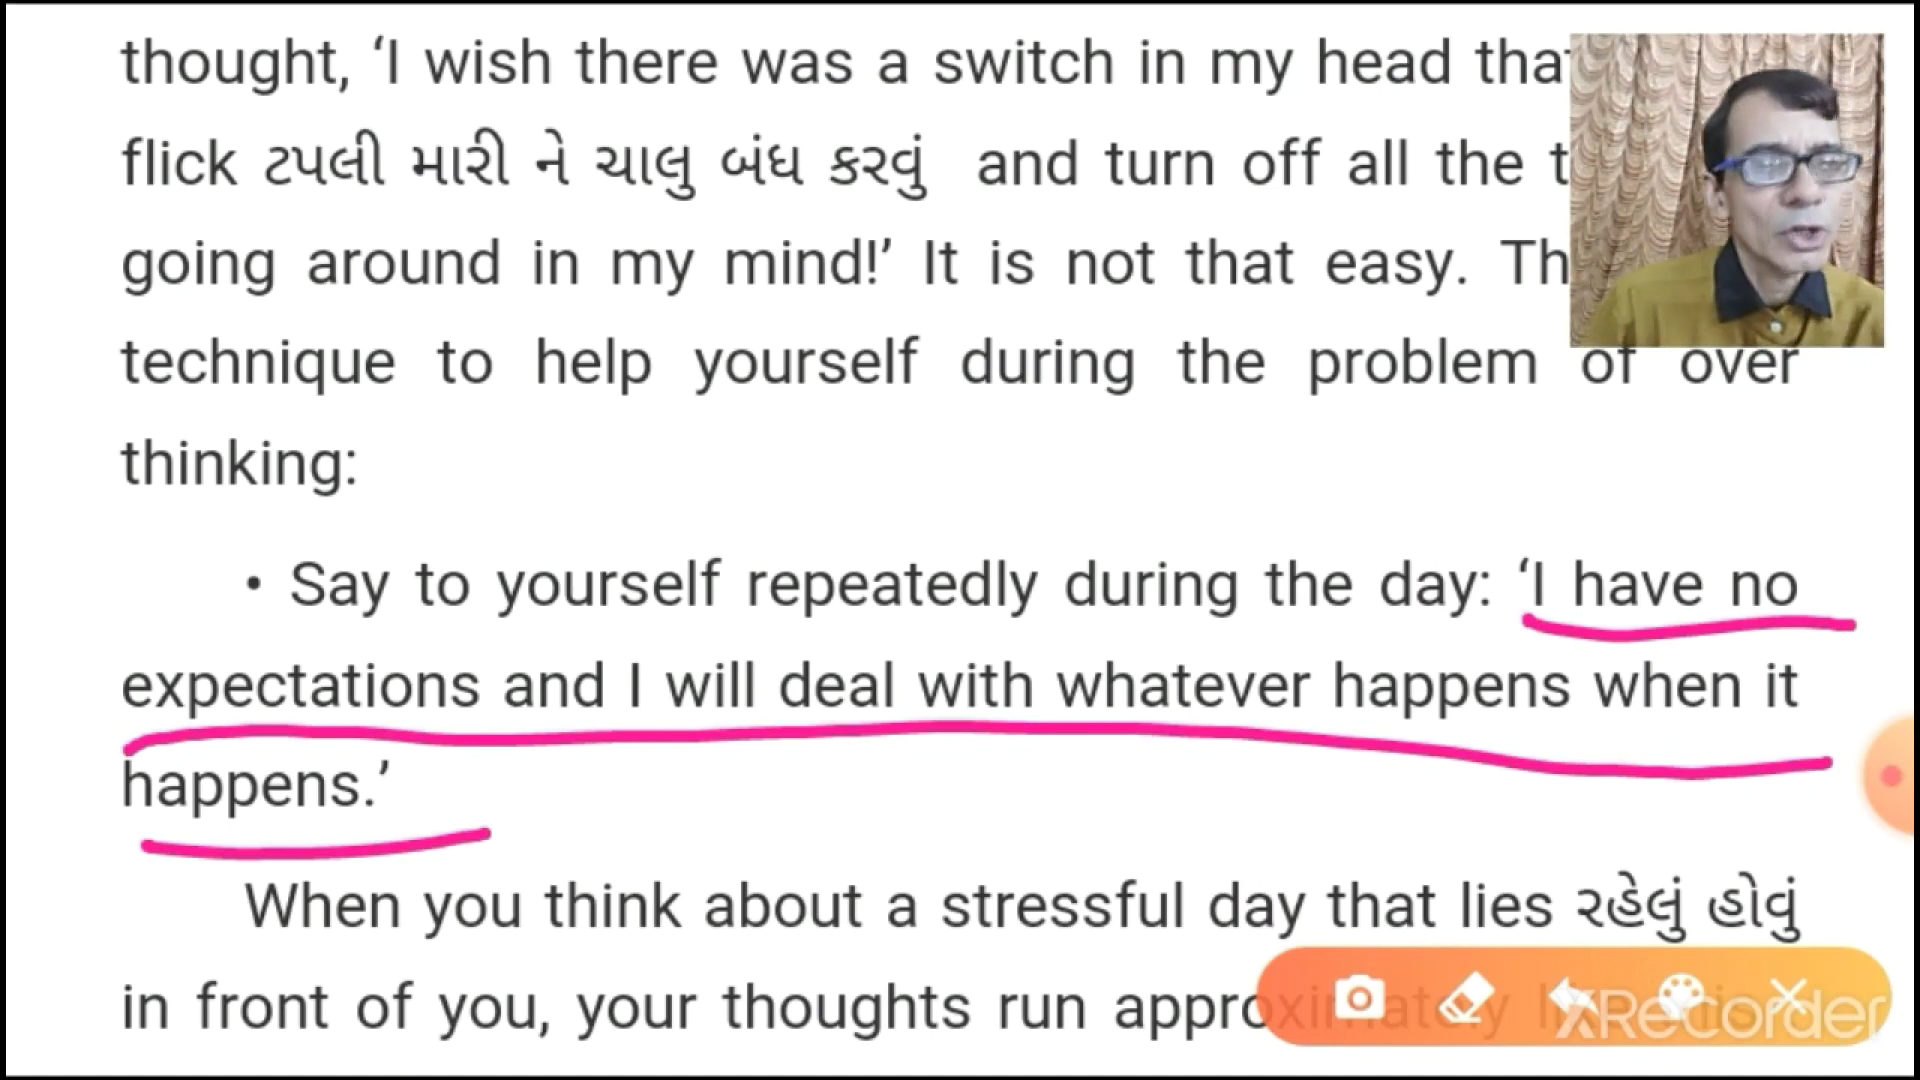 thought, ‘I wish there was a switch in my head
flick ટપલી મારી ને ચાલુ બંધ કરવું and turn off all the
going around in my mind!’ It is not that easy.
technique to help yourself during the problem of over
thinking:
• Say to yourself repeatedly during the day: ‘I have no
expectations and I will deal with whatever happens when it
happens.’
When you think about a stressful day that lies રહેલું હોવું
in front of you, your thoughts run approximately
XRecorder